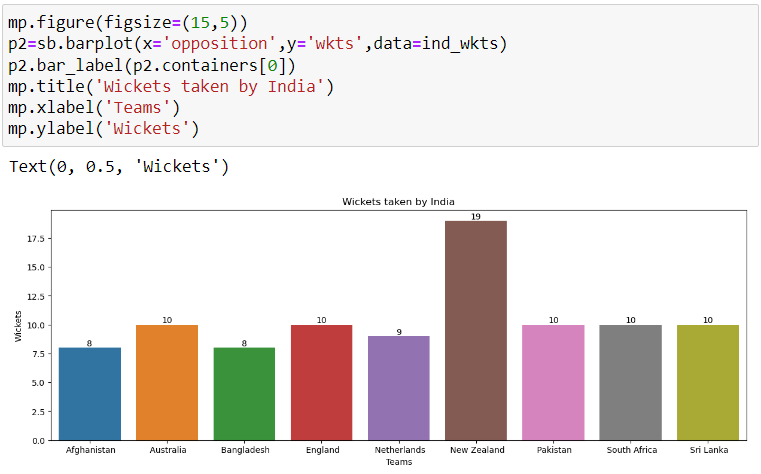 mp.figure(figsize=(15,5))
p2=sb.barplot(x='opposition',y='wkts',data=ind_wkts)
p2.bar_label(p2.containers[0])
mp.title('Wickets taken by India')
mp.xlabel('Teams')
mp.ylabel('Wickets')
Text(0, 0.5, 'Wickets')
Wickets taken by India
19
17.5
15.0
12.5
10 10 10 10 10
10.0
9
8 8
7.5
5.0
2.5
0.0
Wickets
Afghanistan Australia Bangladesh England Netherlands New Zealand Pakistan South Africa Sri Lanka
Teams